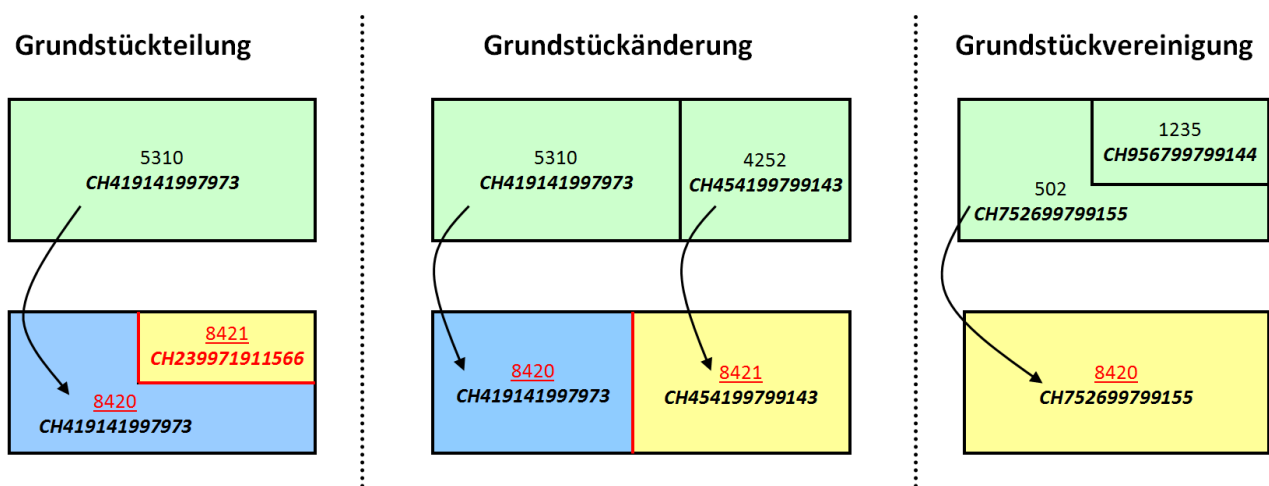 Grundstückteilung
5310
CH419141997973
8421
CH239971911566
8420
CH419141997973
Grundstückänderung
5310
CH419141997973
4252
CH454199799143
8420
CH419141997973
8421
CH454199799143
Grundstückvereinigung
1235
CH956799799144
502
CH752699799155
8420
CH752699799155